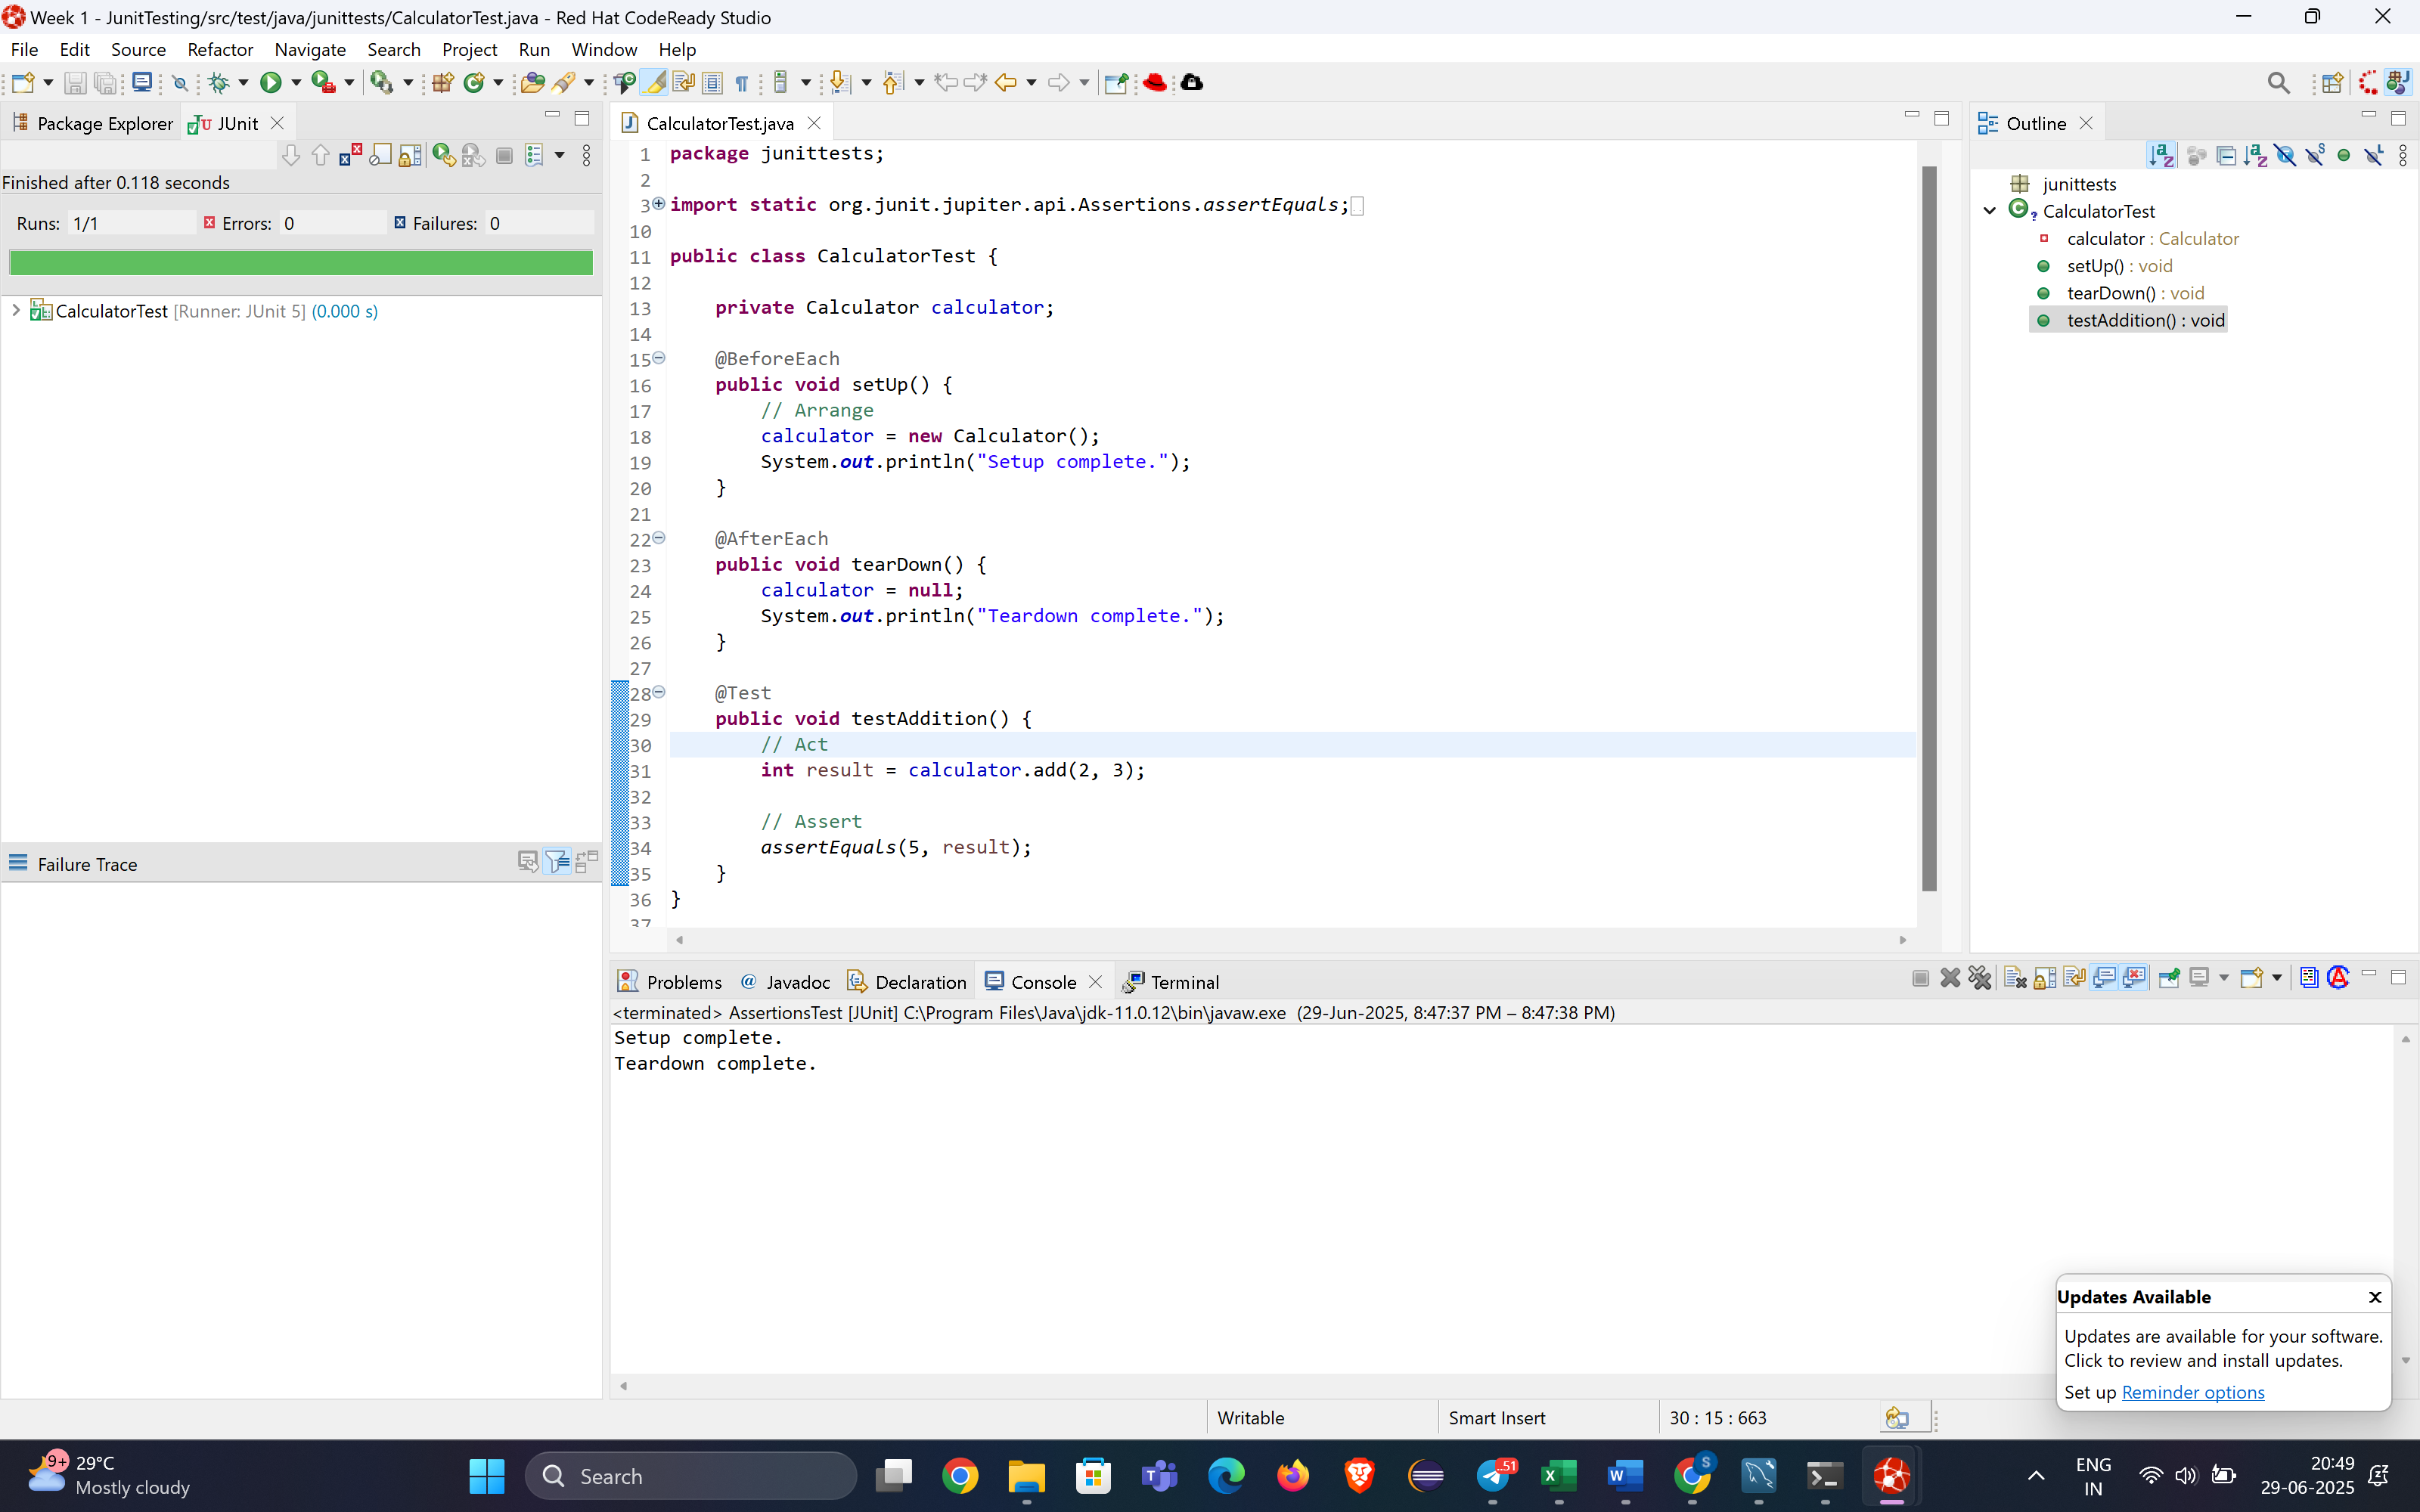 Week 1 - JunitTesting/src/test/java/junittests/CalculatorTest.java - Red Hat CodeReady Studio
File Edit Source Refactor Navigate Search Project Run Window Help
Package Explorer JUnit
Finished after 0.118 seconds
Runs: 1/1 Errors: 0 Failures: 0
CalculatorTest [Runner: JUnit 5] (0.000 s)
Failure Trace
CalculatorTest.java
1 package junittests;
2
3 import static org.junit.jupiter.api.Assertions.assertEquals;
10
11 public class CalculatorTest {
12
13 private Calculator calculator;
14
15 @BeforeEach
16 public void setUp() {
17 // Arrange
18 calculator = new Calculator();
19 System.out.println("Setup complete.");
20 }
21
22 @AfterEach
23 public void tearDown() {
24 calculator = null;
25 System.out.println("Teardown complete.");
26 }
27
28 @Test
29 public void testAddition() {
30 // Act
31 int result = calculator.add(2, 3);
32
33 // Assert
34 assertEquals(5, result);
35 }
36 }
37
Outline
junittests
CalculatorTest
calculator : Calculator
setUp() : void
tearDown() : void
testAddition() : void
Problems Javadoc Declaration Console Terminal
<terminated> AssertionsTest [JUnit] C:\Program Files\Java\jdk-11.0.12\bin\javaw.exe (29-Jun-2025, 8:47:37 PM – 8:47:38 PM)
Setup complete.
Teardown complete.
Updates Available
Updates are available for your software.
Click to review and install updates.
Set up Reminder options
Writable Smart Insert 30 : 15 : 663
9+ 29°C
Mostly cloudy
Search
..51
S
ENG
IN
20:49
29-06-2025